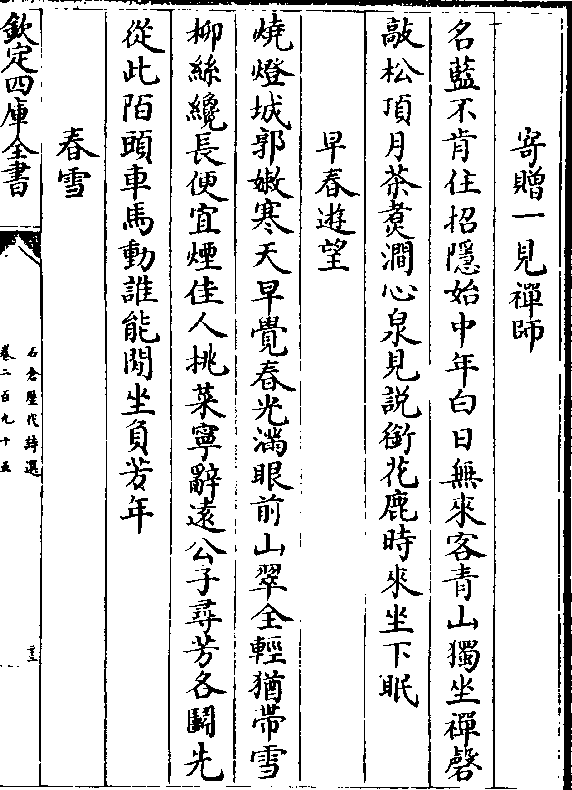 寄贈一見禪師
名藍不肯住招隱始中年白日無來客青山獨坐禪磬
敲松頂月茶煑澗心泉見說銜花鹿時來坐下眠
早春遊望
燒燈城郭嫩寒天早覺春光滿眼前山翠全輕猶帶雪
柳絲纔長便宜煙佳人挑菜寧辭遠公子尋芳各鬭先
從此陌頭車馬動誰能閑坐負芳年
春雪
欽定四庫全書
石倉歷代詩選
卷二百九十五